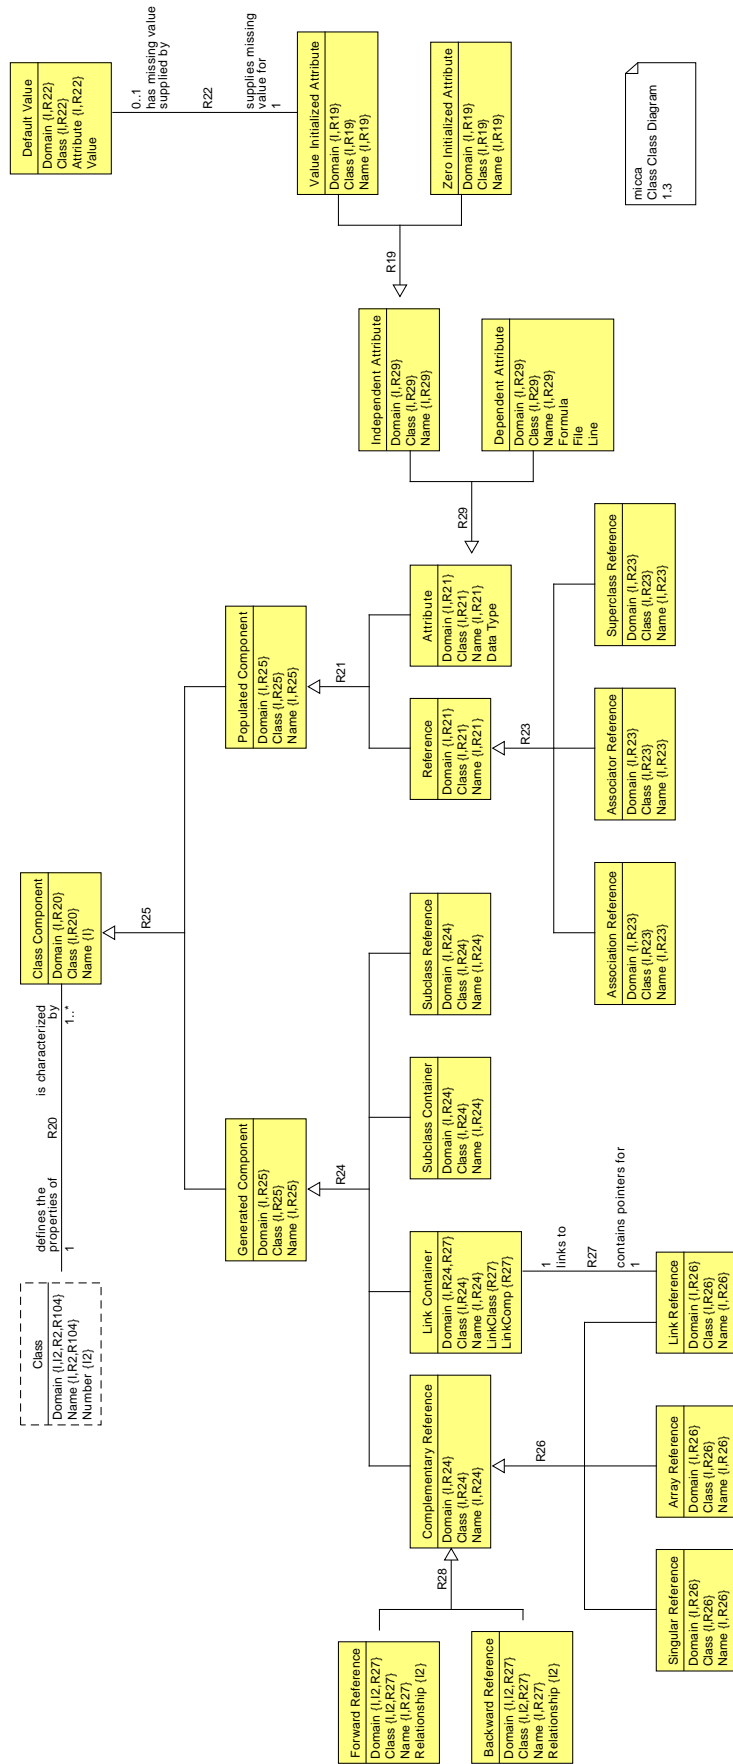 Class
Domain {I,I2,R2,R104}
Name {I,R2,R104}
Number {I2}
defines the
properties of
1
R20
is characterized
by
1..*
Class Component
Domain {I,R20}
Class {I,R20}
Name {I}
R25
Generated Component
Domain {I,R25}
Class {I,R25}
Name {I,R25}
Populated Component
Domain {I,R25}
Class {I,R25}
Name {I,R25}
R24
R21
Forward Reference
Domain {I,I2,R27}
Class {I,I2,R27}
Name {I,R27}
Relationship {I2}
Backward Reference
Domain {I,I2,R27}
Class {I,I2,R27}
Name {I,R27}
Relationship {I2}
R28
Complementary Reference
Domain {I,R24}
Class {I,R24}
Name {I,R24}
Link Container
Domain {I,R24,R27}
Class {I,R24}
Name {I,R24}
LinkClass {R27}
LinkComp {R27}
Subclass Container
Domain {I,R24}
Class {I,R24}
Name {I,R24}
Subclass Reference
Domain {I,R24}
Class {I,R24}
Name {I,R24}
Reference
Domain {I,R21}
Class {I,R21}
Name {I,R21}
Attribute
Domain {I,R21}
Class {I,R21}
Name {I,R21}
Data Type
R26
1
links to
R27
contains pointers for
1
Singular Reference
Domain {I,R26}
Class {I,R26}
Name {I,R26}
Array Reference
Domain {I,R26}
Class {I,R26}
Name {I,R26}
Link Reference
Domain {I,R26}
Class {I,R26}
Name {I,R26}
R23
Association Reference
Domain {I,R23}
Class {I,R23}
Name {I,R23}
Associator Reference
Domain {I,R23}
Class {I,R23}
Name {I,R23}
Superclass Reference
Domain {I,R23}
Class {I,R23}
Name {I,R23}
R29
Independent Attribute
Domain {I,R29}
Class {I,R29}
Name {I,R29}
Dependent Attribute
Domain {I,R29}
Class {I,R29}
Name {I,R29}
Formula
File
Line
R19
Value Initialized Attribute
Domain {I,R19}
Class {I,R19}
Name {I,R19}
Zero Initialized Attribute
Domain {I,R19}
Class {I,R19}
Name {I,R19}
supplies missing
value for
1
R22
0..1
has missing value
supplied by
Default Value
Domain {I,R22}
Class {I,R22}
Attribute {I,R22}
Value
micca
Class Class Diagram
1.3